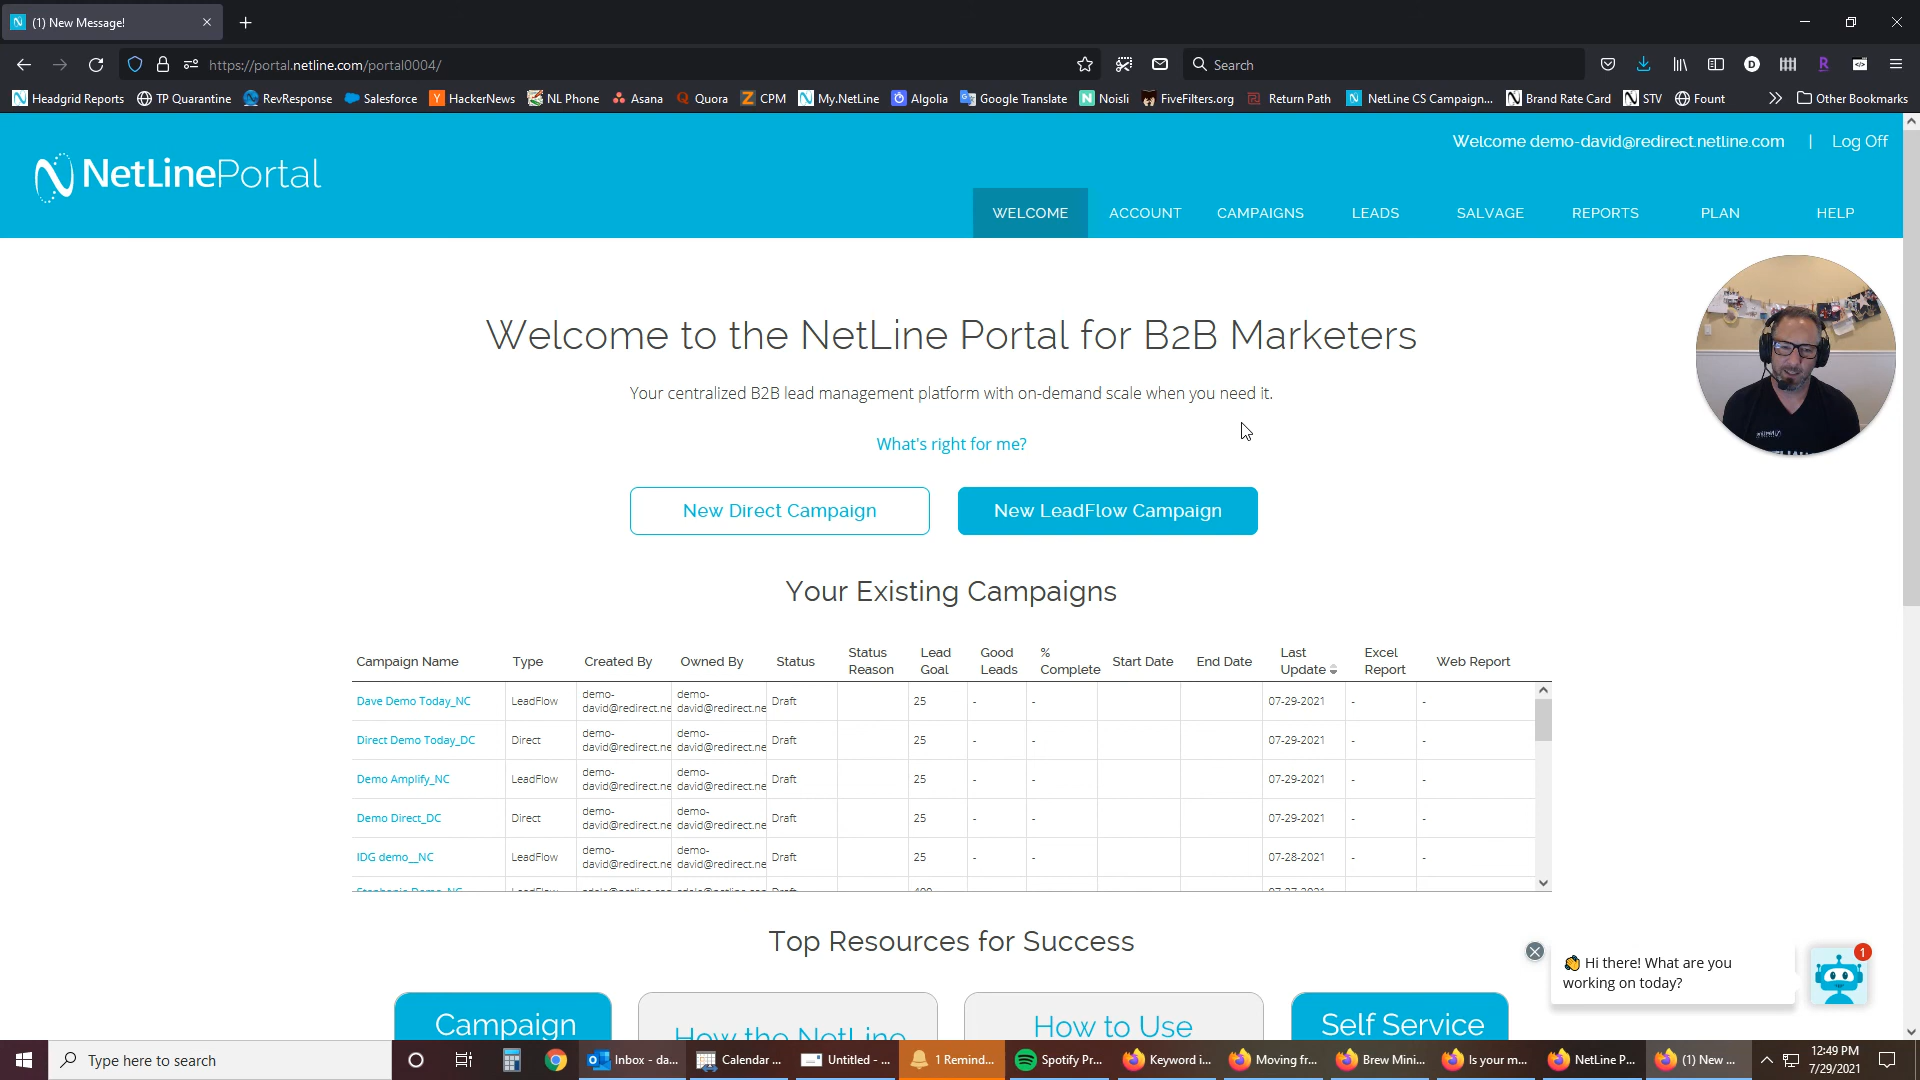 (1) New Message!
https://portal.netline.com/portal0004/
Search
Headgrid Reports
TP Quarantine
RevResponse
Salesforce
HackerNews
NL Phone
Asana
Quora
CPM
My.NetLine
Algolia
Google Translate
Noisli
FiveFilters.org
Return Path
NetLine CS Campaign...
Brand Rate Card
STV
Fount
Other Bookmarks
Welcome demo-david@redirect.netline.com | Log Off
NetLinePortal
WELCOME ACCOUNT CAMPAIGNS LEADS SALVAGE REPORTS PLAN HELP
Welcome to the NetLine Portal for B2B Marketers
Your centralized B2B lead management platform with on-demand scale when you need it.
What's right for me?
New Direct Campaign
New LeadFlow Campaign
Your Existing Campaigns
Campaign Name Type Created By Owned By Status Status Reason Lead Goal Good Leads % Complete Start Date End Date Last Update Excel Report Web Report
Dave Demo Today_NC LeadFlow demo-david@redirect.ne demo-david@redirect.ne Draft 25 - - 07-29-2021 - -
Direct Demo Today_DC Direct demo-david@redirect.ne demo-david@redirect.ne Draft 25 - - 07-29-2021 - -
Demo Amplify_NC LeadFlow demo-david@redirect.ne demo-david@redirect.ne Draft 25 - - 07-29-2021 - -
Demo Direct_DC Direct demo-david@redirect.ne demo-david@redirect.ne Draft 25 - - 07-29-2021 - -
IDG demo__NC LeadFlow demo-david@redirect.ne demo-david@redirect.ne Draft 25 - - 07-28-2021 - -
Top Resources for Success
Campaign
How the NetLine
How to Use
Self Service
👋 Hi there! What are you
working on today?
1
Type here to search
Inbox - da...
Calendar ...
Untitled - ...
1 Remind...
Spotify Pr...
Keyword i...
Moving fr...
Brew Mini...
Is your m...
NetLine P...
(1) New ...
12:49 PM
7/29/2021